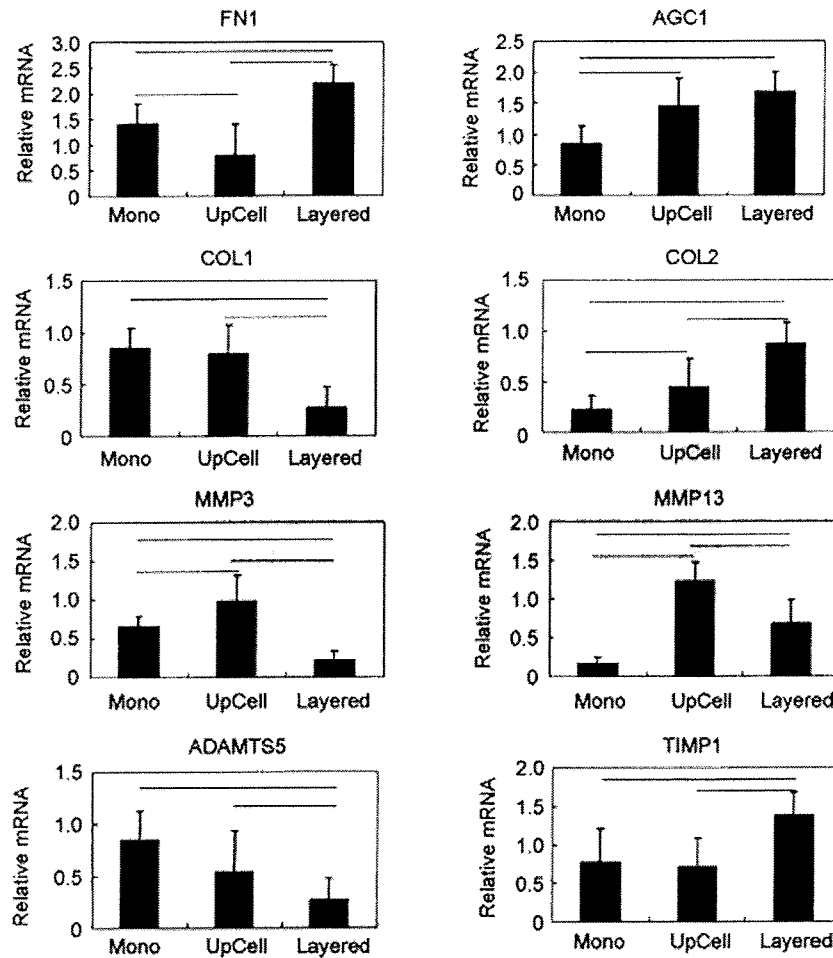 FN1
Relative mRNA
3.0
2.5
2.0
1.5
1.0
0.5
0
Mono UpCell Layered
AGC1
Relative mRNA
2.5
2.0
1.5
1.0
0.5
0
Mono UpCell Layered
COL1
Relative mRNA
1.5
1.0
0.5
0
Mono UpCell Layered
COL2
Relative mRNA
1.5
1.0
0.5
0
Mono UpCell Layered
MMP3
Relative mRNA
2.0
1.5
1.0
0.5
0
Mono UpCell Layered
MMP13
Relative mRNA
2.0
1.5
1.0
0.5
0
Mono UpCell Layered
ADAMTS5
Relative mRNA
1.5
1.0
0.5
0
Mono UpCell Layered
TIMP1
Relative mRNA
2.0
1.5
1.0
0.5
0
Mono UpCell Layered